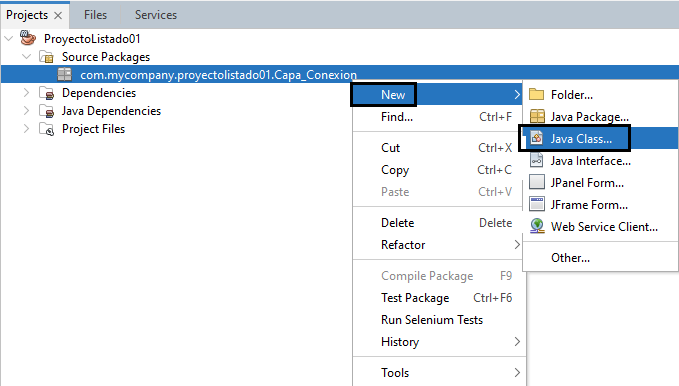 Projects × Files Services
ProyectoListado01
Source Packages
com.mycompany.proyectolistado01.Capa_Conexion
Dependencies
Java Dependencies
Project Files
New
Find... Ctrl+F
Cut Ctrl+X
Copy Ctrl+C
Paste Ctrl+V
Delete Delete
Refactor
Compile Package F9
Test Package Ctrl+F6
Run Selenium Tests
History
Tools
Folder...
Java Package...
Java Class...
Java Interface...
JPanel Form...
JFrame Form...
Web Service Client...
Other...